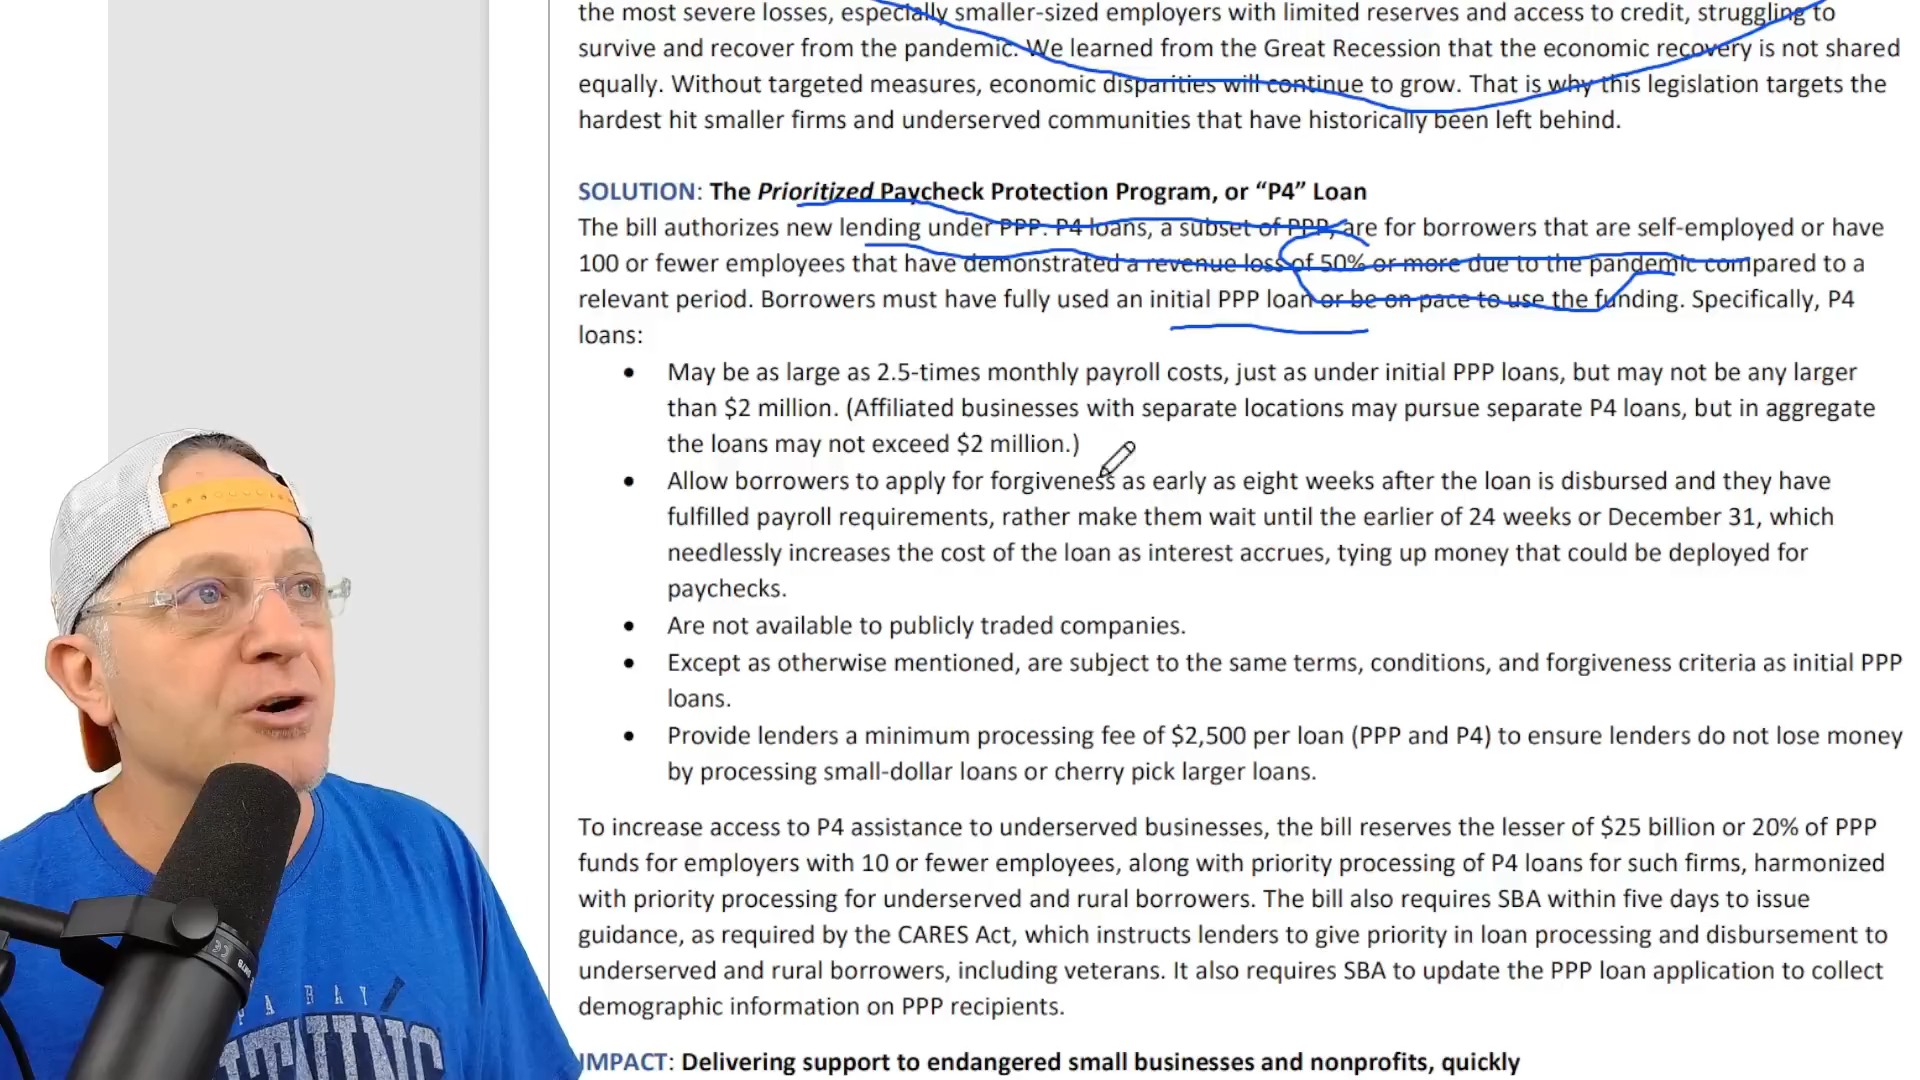 the most severe losses, especially smaller-sized employers with limited reserves and access to credit, struggling to
survive and recover from the pandemic. We learned from the Great Recession that the economic recovery is not shared
equally. Without targeted measures, economic disparities will continue to grow. That is why this legislation targets the
hardest hit smaller firms and underserved communities that have historically been left behind.
SOLUTION: The Prioritized Paycheck Protection Program, or “P4” Loan
The bill authorizes new lending under PPP. P4 loans, a subset of PPP, are for borrowers that are self-employed or have
100 or fewer employees that have demonstrated a revenue loss of 50% or more due to the pandemic compared to a
relevant period. Borrowers must have fully used an initial PPP loan or be on pace to use the funding. Specifically, P4
loans:
• May be as large as 2.5-times monthly payroll costs, just as under initial PPP loans, but may not be any larger
than $2 million. (Affiliated businesses with separate locations may pursue separate P4 loans, but in aggregate
the loans may not exceed $2 million.)
• Allow borrowers to apply for forgiveness as early as eight weeks after the loan is disbursed and they have
fulfilled payroll requirements, rather make them wait until the earlier of 24 weeks or December 31, which
needlessly increases the cost of the loan as interest accrues, tying up money that could be deployed for
paychecks.
• Are not available to publicly traded companies.
• Except as otherwise mentioned, are subject to the same terms, conditions, and forgiveness criteria as initial PPP
loans.
• Provide lenders a minimum processing fee of $2,500 per loan (PPP and P4) to ensure lenders do not lose money
by processing small-dollar loans or cherry pick larger loans.
To increase access to P4 assistance to underserved businesses, the bill reserves the lesser of $25 billion or 20% of PPP
funds for employers with 10 or fewer employees, along with priority processing of P4 loans for such firms, harmonized
with priority processing for underserved and rural borrowers. The bill also requires SBA within five days to issue
guidance, as required by the CARES Act, which instructs lenders to give priority in loan processing and disbursement to
underserved and rural borrowers, including veterans. It also requires SBA to update the PPP loan application to collect
demographic information on PPP recipients.
IMPACT: Delivering support to endangered small businesses and nonprofits, quickly